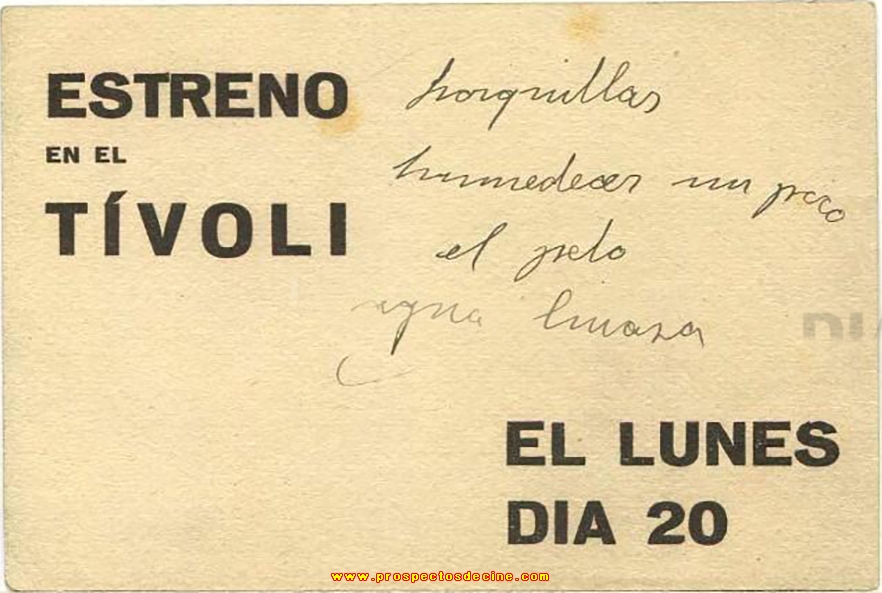 ESTRENO
EN EL
TÍVOLI
horquillas
humedecer un poco
el pelo
agua linaza
EL LUNES
DIA 20
www.prospectosdecine.com